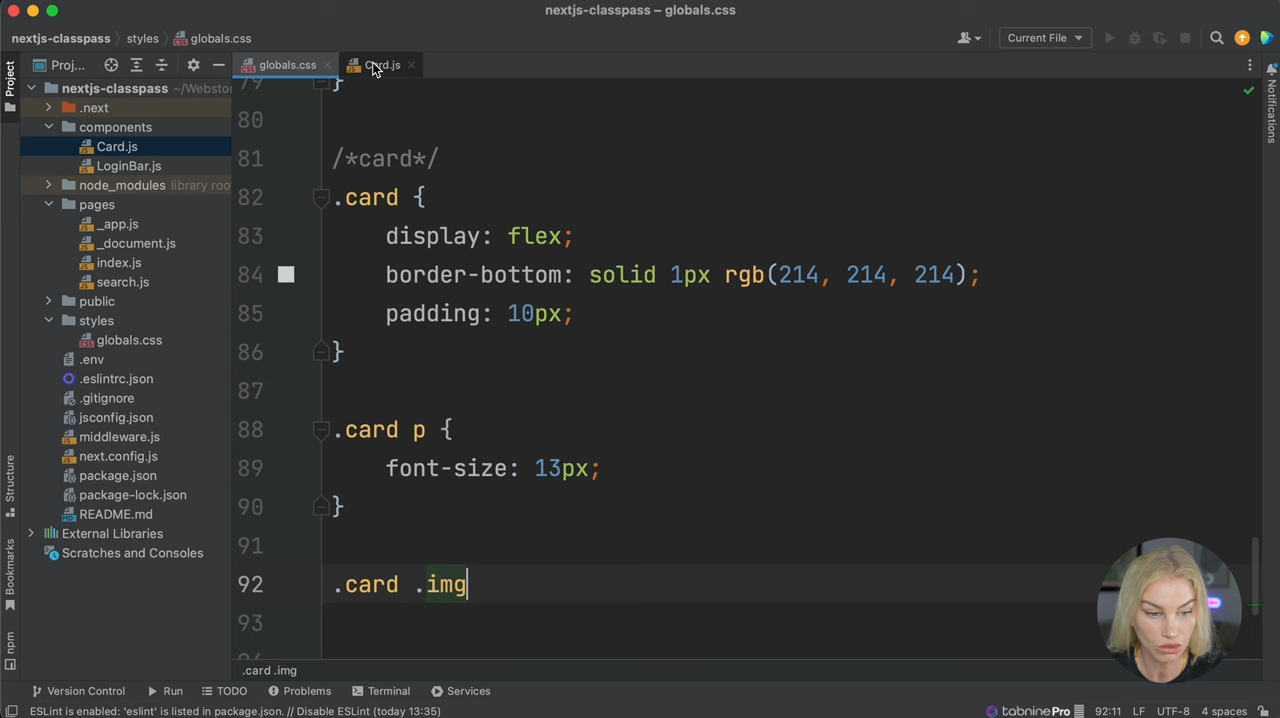 nextjs-classpass – globals.css
nextjs-classpass
styles
globals.css
Current File
Project
Proj...
globals.css
Card.js
nextjs-classpass ~/Websto
.next
components
Card.js
LoginBar.js
node_modules library roo
pages
_app.js
_document.js
index.js
search.js
public
styles
globals.css
.env
.eslintrc.json
.gitignore
jsconfig.json
middleware.js
next.config.js
package.json
package-lock.json
README.md
External Libraries
Scratches and Consoles
79 }
80
81 /*card*/
82 .card {
83 display: flex;
84 border-bottom: solid 1px rgb(214, 214, 214);
85 padding: 10px;
86 }
87
88 .card p {
89 font-size: 13px;
90 }
91
92 .card .img
93
.card .img
Notifications
Structure
Bookmarks
npm
Version Control
Run
TODO
Problems
Terminal
Services
ESLint is enabled: 'eslint' is listed in package.json. // Disable ESLint (today 13:35)
tabnine Pro
92:11 LF UTF-8 4 spaces